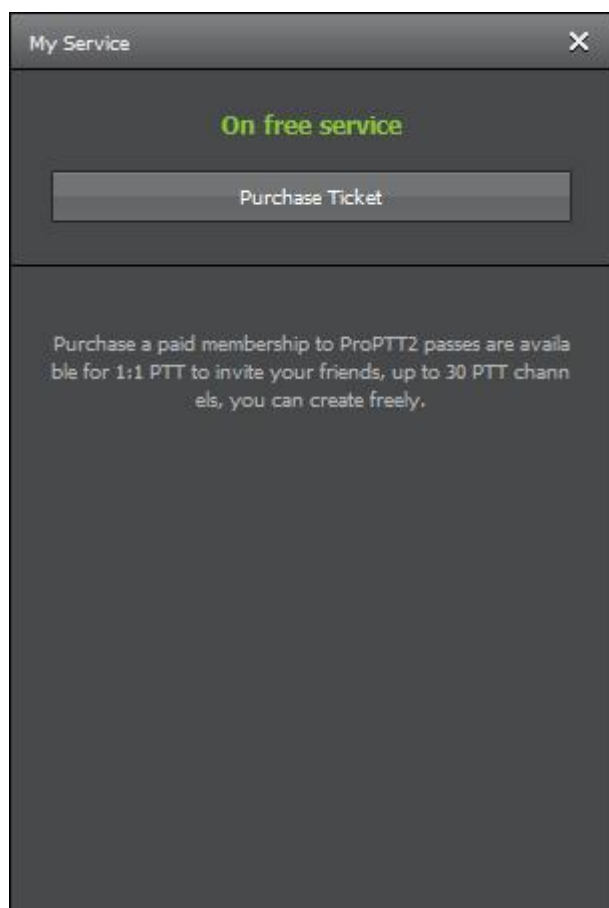 My Service
On free service
Purchase Ticket
Purchase a paid membership to ProPTT2 passes are availa
ble for 1:1 PTT to invite your friends, up to 30 PTT chann
els, you can create freely.